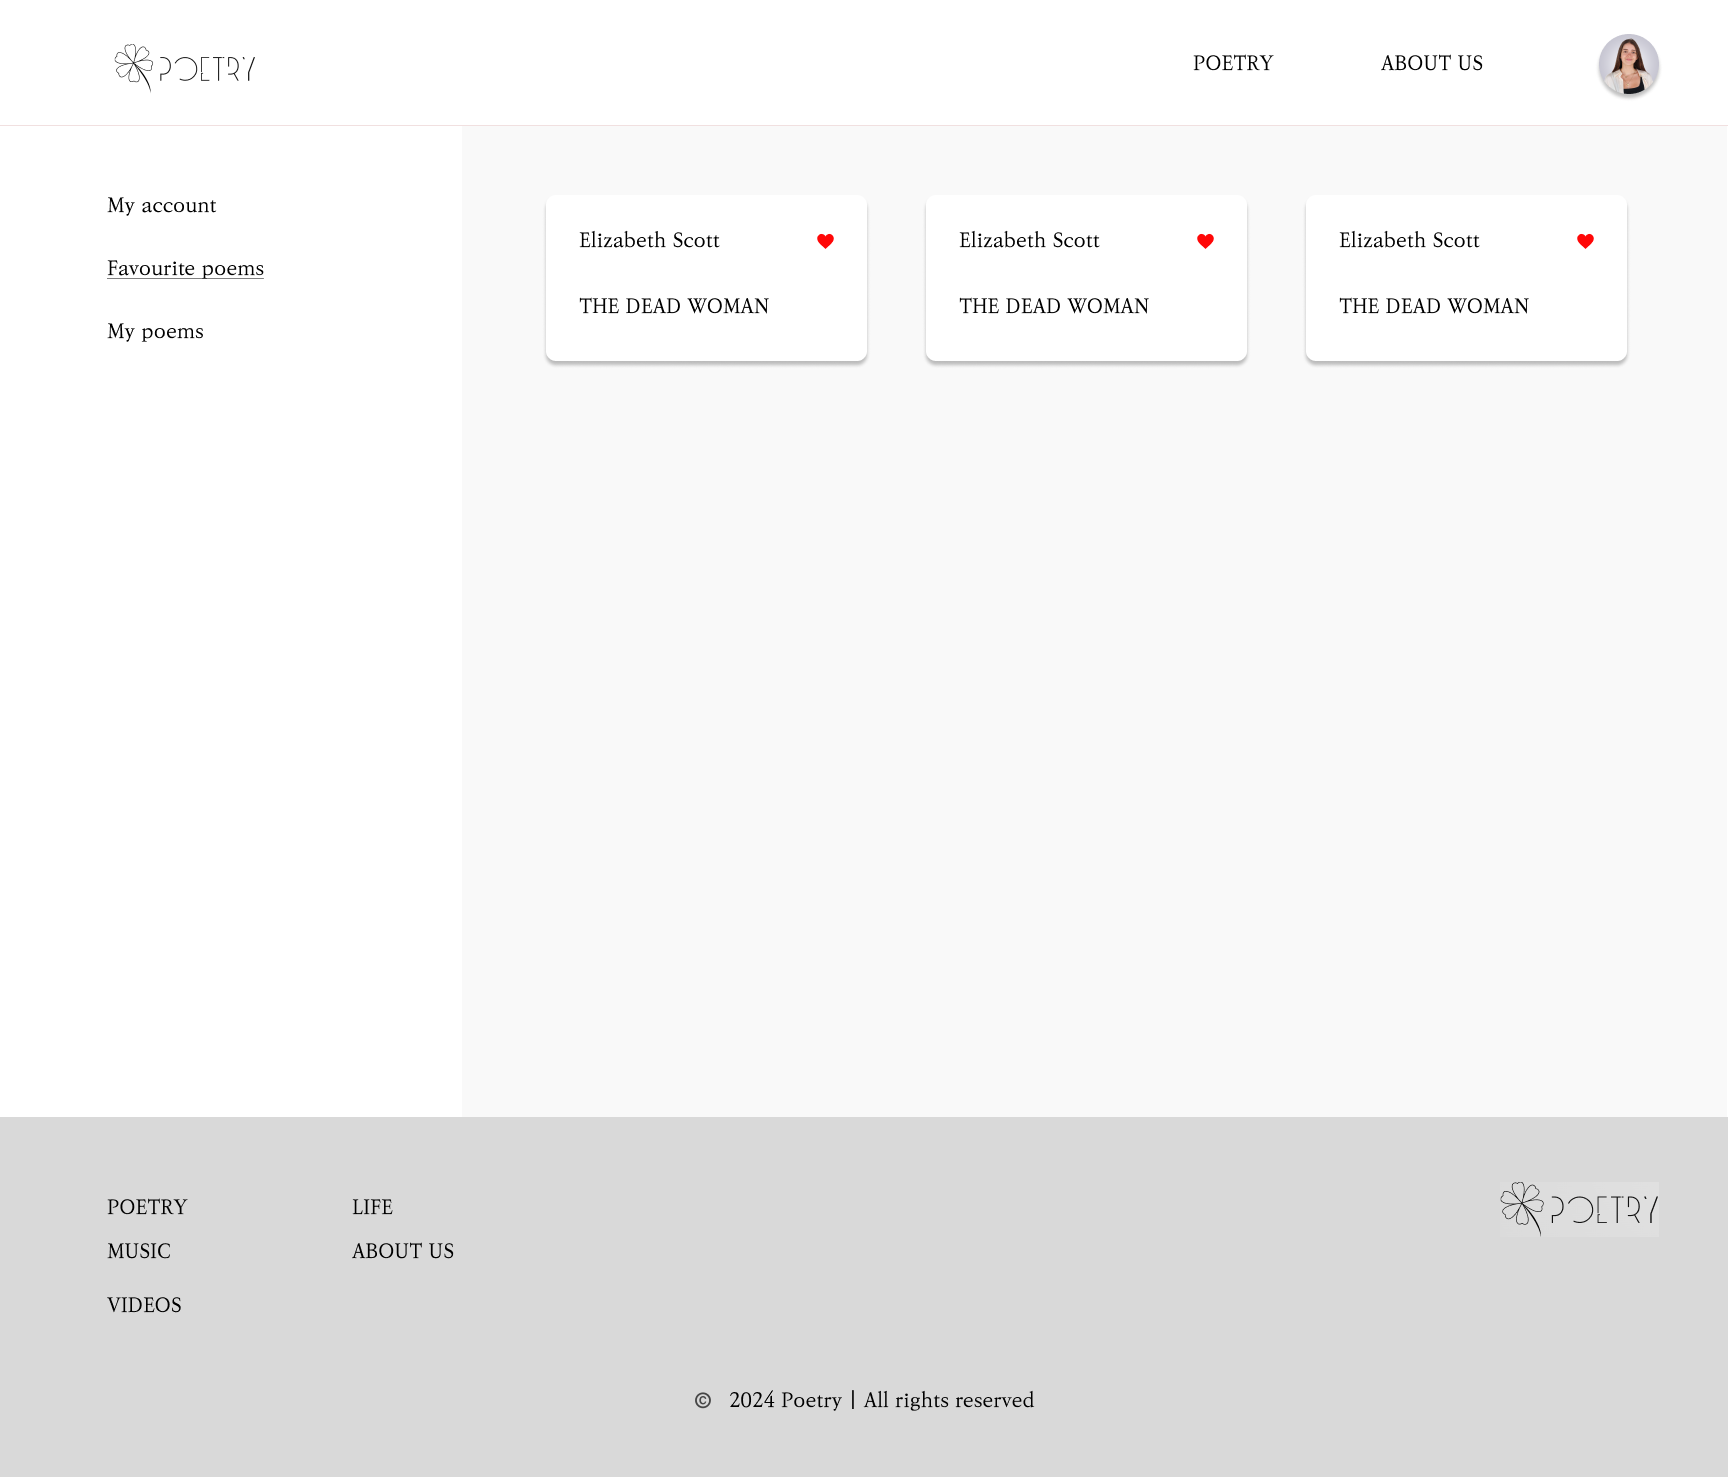 POETRY
POETRY
ABOUT US
My account
Favourite poems
My poems
Elizabeth Scott
THE DEAD WOMAN
Elizabeth Scott
THE DEAD WOMAN
Elizabeth Scott
THE DEAD WOMAN
POETRY
MUSIC
VIDEOS
LIFE
ABOUT US
POETRY
© 2024 Poetry | All rights reserved